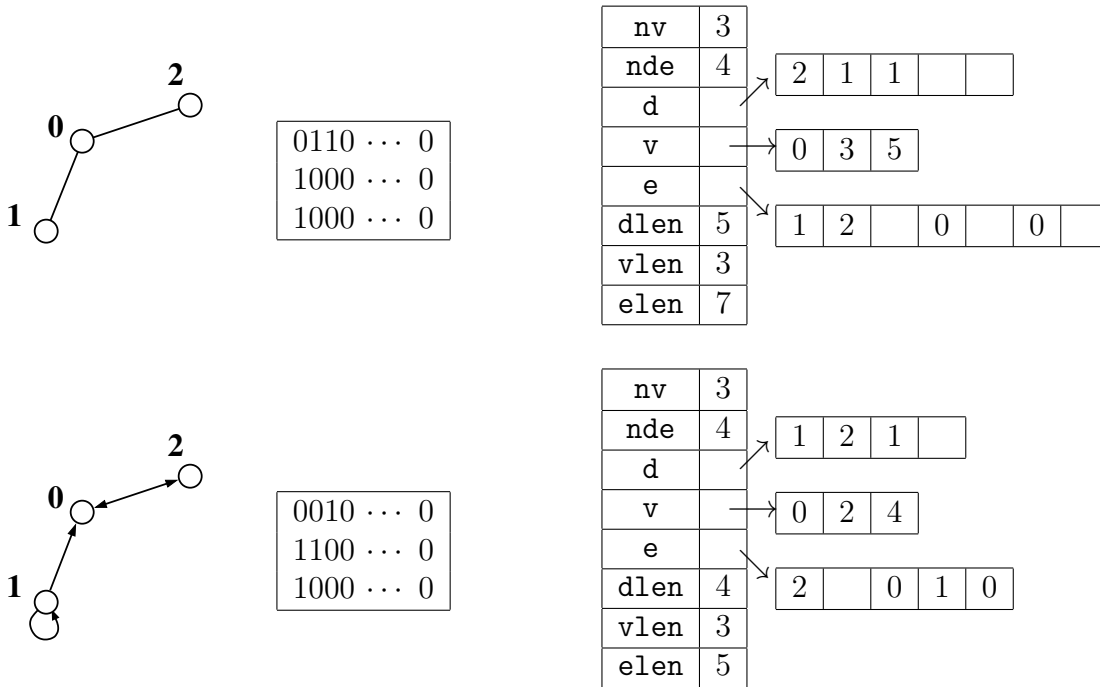 2
0
1
0110 ··· 0
1000 ··· 0
1000 ··· 0
nv 3
nde 4
d
v
e
dlen 5
vlen 3
elen 7
2 1 1
0 3 5
1 2 0 0
2
0
1
0010 ··· 0
1100 ··· 0
1000 ··· 0
nv 3
nde 4
d
v
e
dlen 4
vlen 3
elen 5
1 2 1
0 2 4
2 0 1 0